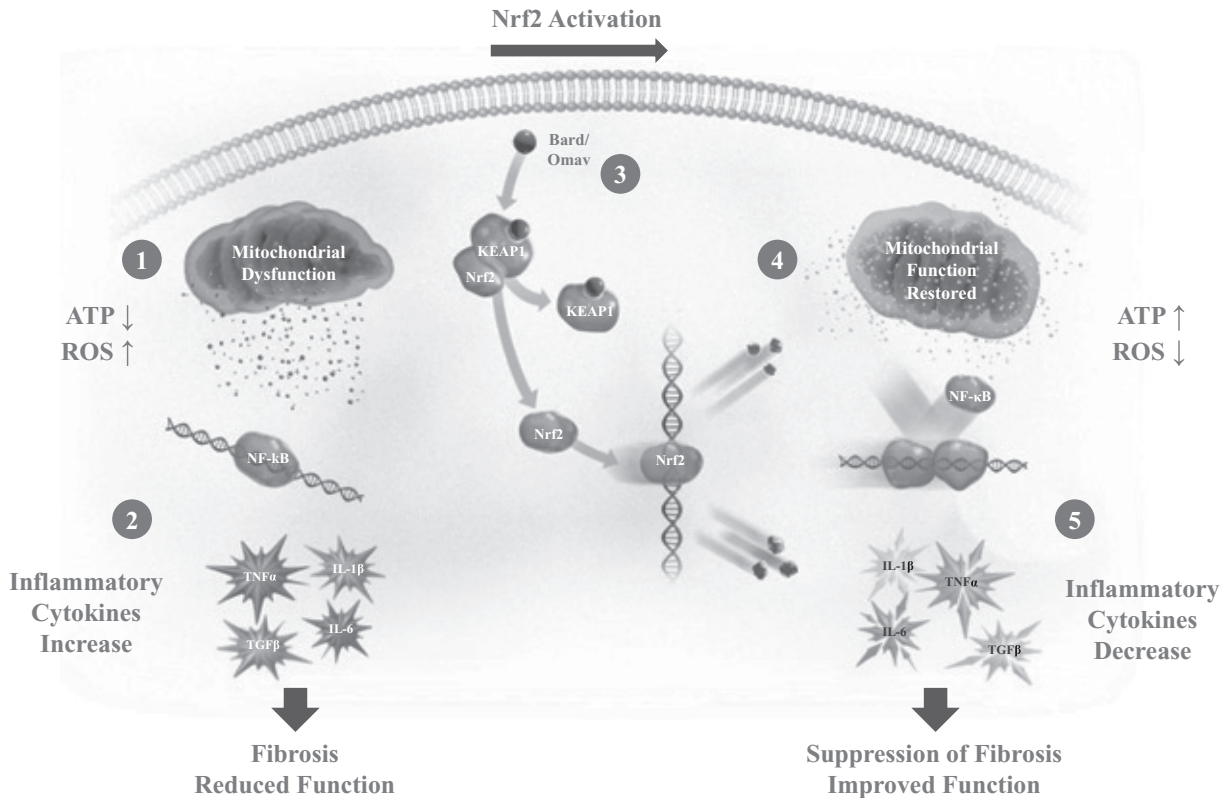 Nrf2 Activation
Bard/
Omav
3
1
Mitochondrial
Dysfunction
ATP ↓
ROS ↑
KEAP1
Nrf2
KEAP1
Nrf2
Nrf2
4
Mitochondrial
Function
Restored
ATP ↑
ROS ↓
NF-kB
NF-κB
2
Inflammatory
Cytokines
Increase
TNFα
IL-1β
TGFβ
IL-6
5
Inflammatory
Cytokines
Decrease
IL-1β
TNFα
IL-6
TGFβ
Fibrosis
Reduced Function
Suppression of Fibrosis
Improved Function